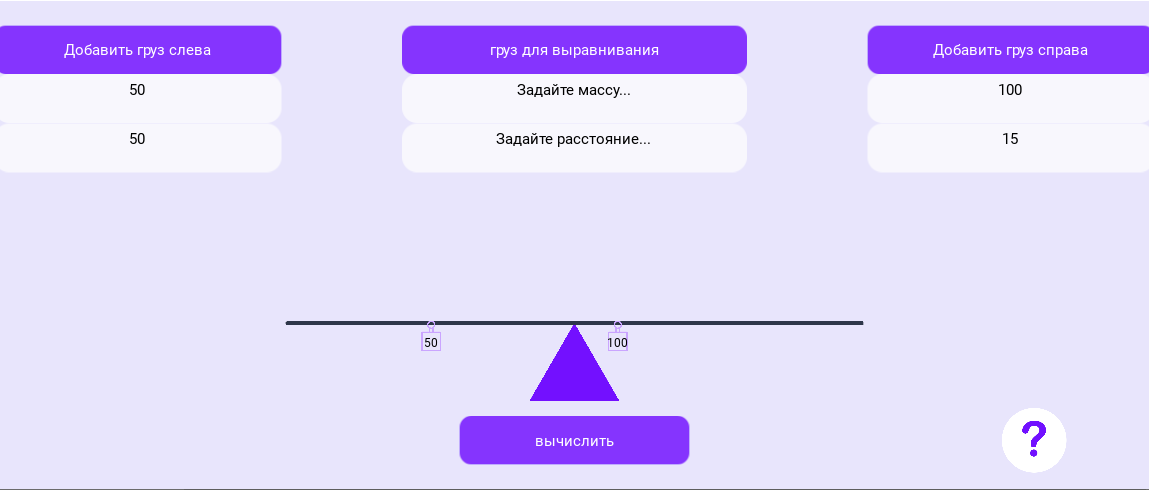 Добавить груз слева
груз для выравнивания
Добавить груз справа
50
Задайте массу...
100
50
Задайте расстояние...
15
50
100
вычислить
?